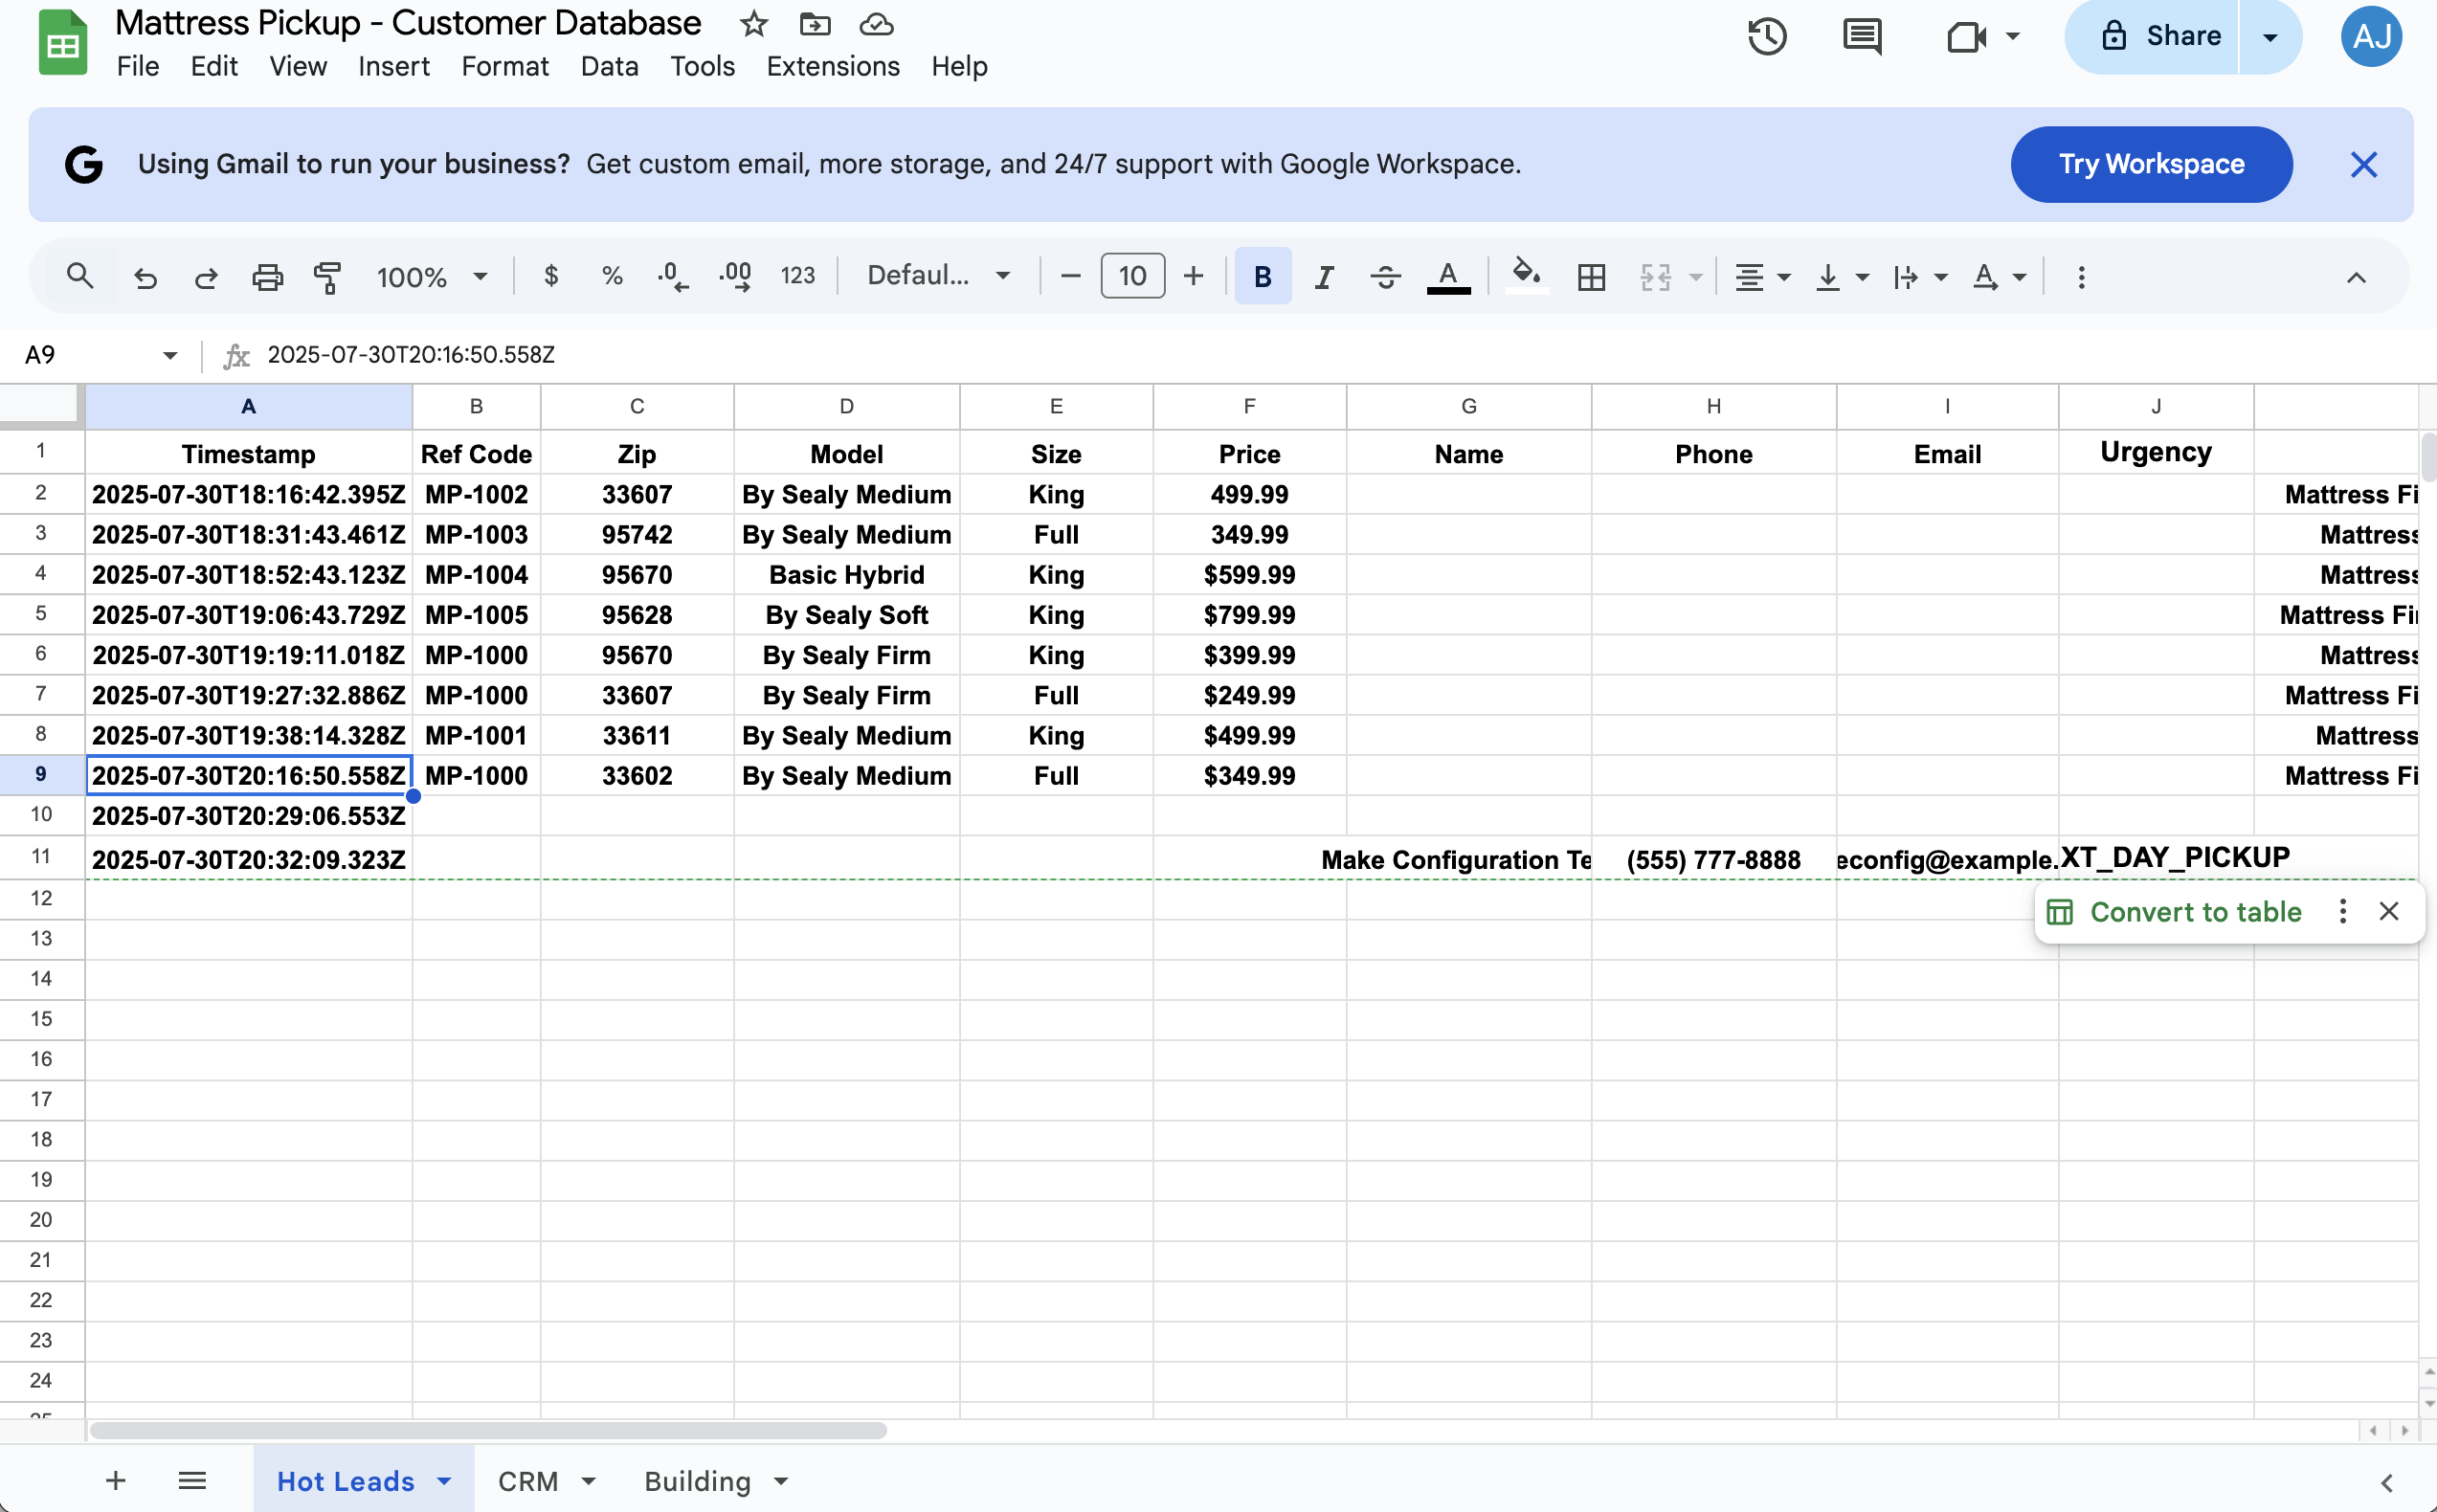 Mattress Pickup - Customer Database
File Edit View Insert Format Data Tools Extensions Help
Share
AJ
G Using Gmail to run your business? Get custom email, more storage, and 24/7 support with Google Workspace.
Try Workspace
100% $ % .0 .00 123 Defaul... 10 B I S A A
A9 fx 2025-07-30T20:16:50.558Z
A B C D E F G H I J
1 Timestamp Ref Code Zip Model Size Price Name Phone Email Urgency
2 2025-07-30T18:16:42.395Z MP-1002 33607 By Sealy Medium King 499.99 Mattress Fi
3 2025-07-30T18:31:43.461Z MP-1003 95742 By Sealy Medium Full 349.99 Mattress
4 2025-07-30T18:52:43.123Z MP-1004 95670 Basic Hybrid King $599.99 Mattress
5 2025-07-30T19:06:43.729Z MP-1005 95628 By Sealy Soft King $799.99 Mattress Fi
6 2025-07-30T19:19:11.018Z MP-1000 95670 By Sealy Firm King $399.99 Mattress
7 2025-07-30T19:27:32.886Z MP-1000 33607 By Sealy Firm Full $249.99 Mattress Fi
8 2025-07-30T19:38:14.328Z MP-1001 33611 By Sealy Medium King $499.99 Mattress
9 2025-07-30T20:16:50.558Z MP-1000 33602 By Sealy Medium Full $349.99 Mattress Fi
10 2025-07-30T20:29:06.553Z
11 2025-07-30T20:32:09.323Z Make Configuration Te (555) 777-8888 econfig@example. XT_DAY_PICKUP
12
Convert to table
13
14
15
16
17
18
19
20
21
22
23
24
25
Hot Leads CRM Building